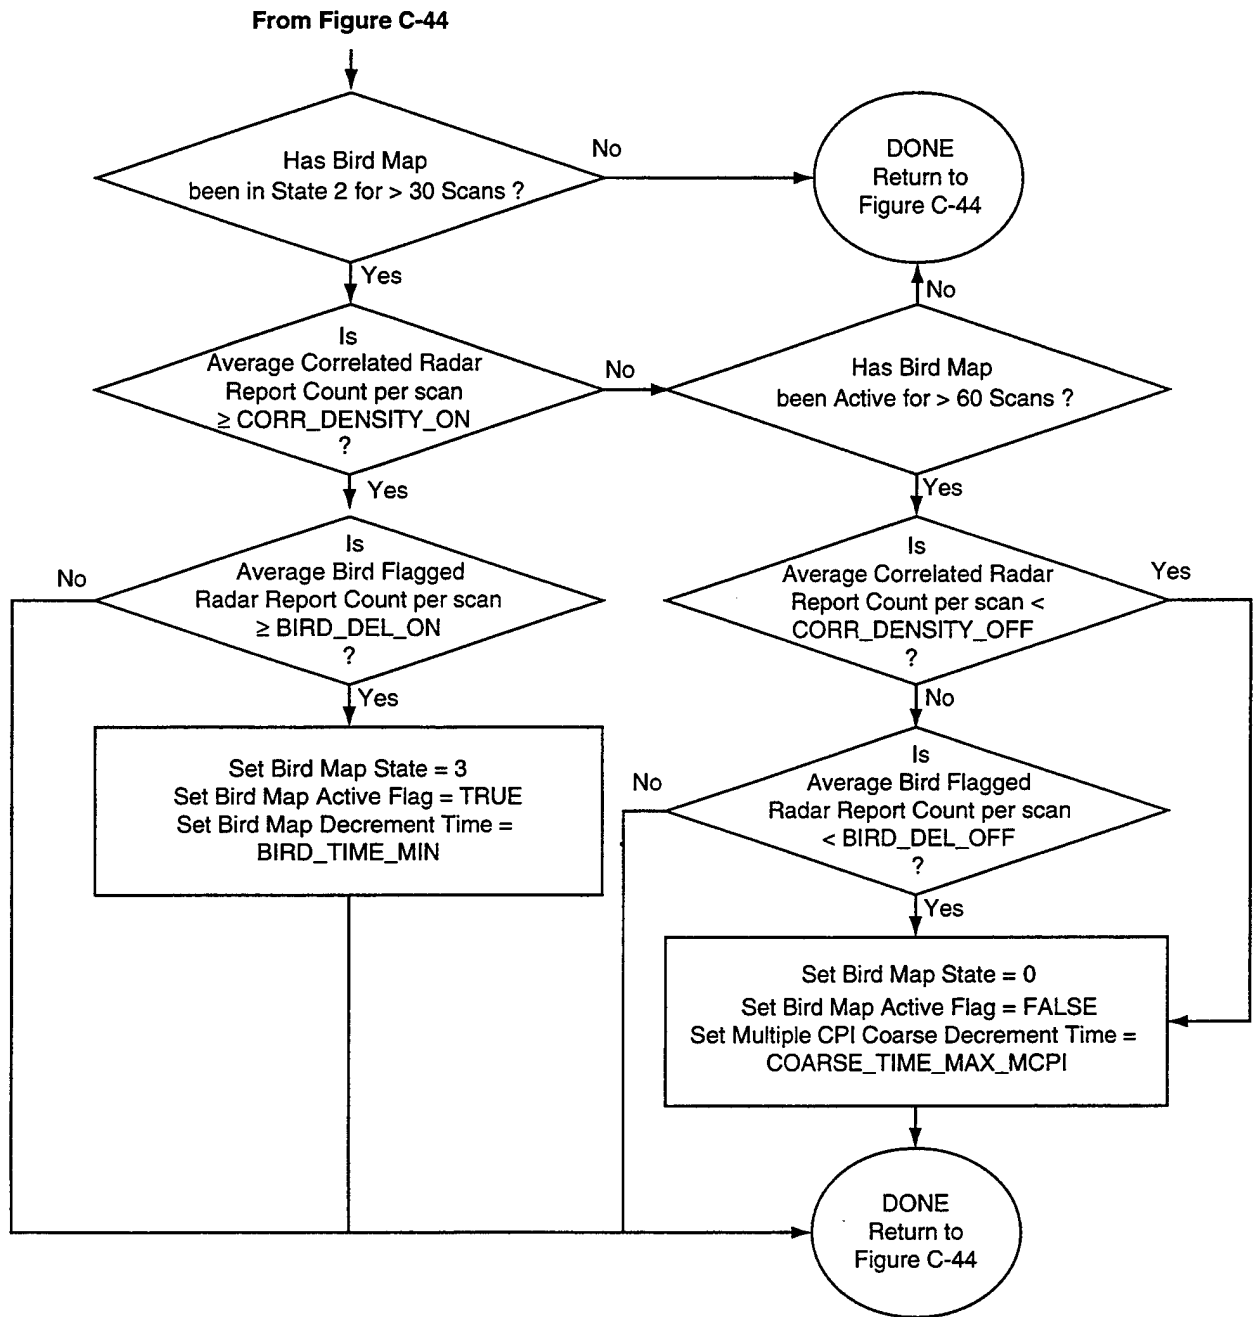 From Figure C-44
Has Bird Map
been in State 2 for > 30 Scans ?
No
DONE
Return to
Figure C-44
Yes
No
Is
Average Correlated Radar
Report Count per scan
≥ CORR_DENSITY_ON
?
No
Has Bird Map
been Active for > 60 Scans ?
Yes
Yes
Is
Average Bird Flagged
Radar Report Count per scan
≥ BIRD_DEL_ON
?
No
Is
Average Correlated Radar
Report Count per scan <
CORR_DENSITY_OFF
?
Yes
Yes
No
Set Bird Map State = 3
Set Bird Map Active Flag = TRUE
Set Bird Map Decrement Time =
BIRD_TIME_MIN
No
Is
Average Bird Flagged
Radar Report Count per scan
< BIRD_DEL_OFF
?
Yes
Set Bird Map State = 0
Set Bird Map Active Flag = FALSE
Set Multiple CPI Coarse Decrement Time =
COARSE_TIME_MAX_MCPI
DONE
Return to
Figure C-44